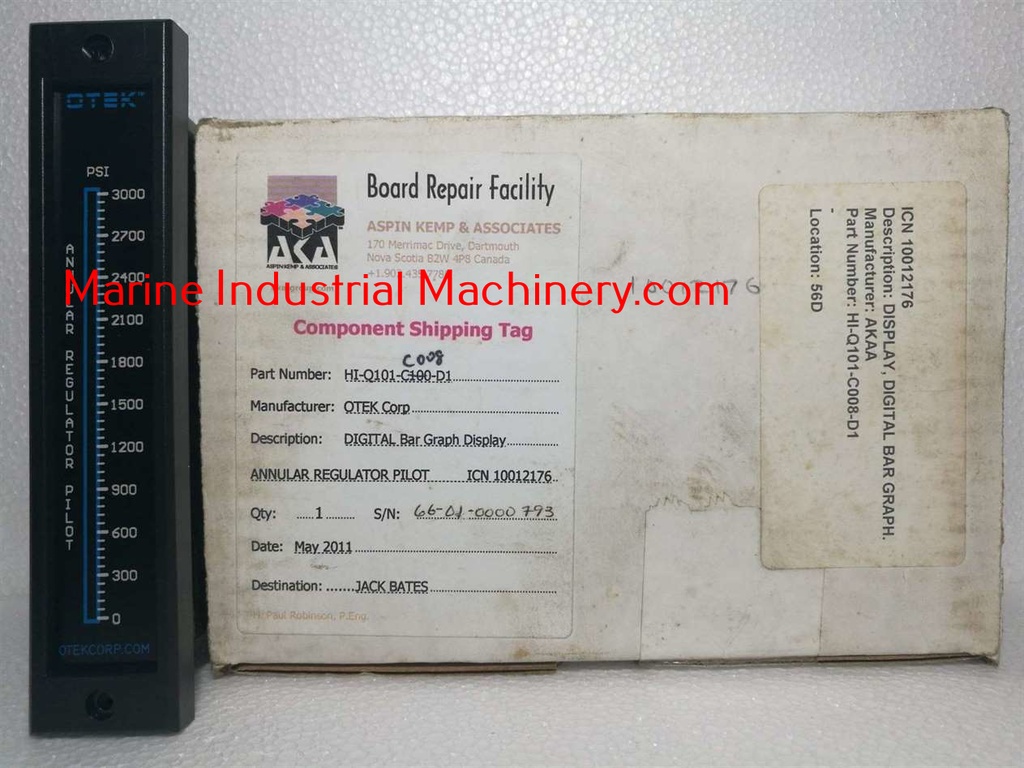 OTEK™
PSI
3000
2700
2400
2100
1800
1500
1200
900
600
300
0
REGULATOR PILOT
OTEKCORP.COM
Marine Industrial Machinery.com
AKA
ASPIN KEMP & ASSOCIATES
Board Repair Facility
ASPIN KEMP & ASSOCIATES
170 Merrimac Drive, Dartmouth
Nova Scotia B2W 4P8 Canada
Component Shipping Tag
C008
Part Number: HI-Q101-C100-D1
Manufacturer: OTEK Corp
Description: DIGITAL Bar Graph Display
ANNULAR REGULATOR PILOT ICN 10012176
Qty: 1 S/N: 66-01-0000793
Date: May 2011
Destination: JACK BATES
Paul Robinson, P.Eng.
ICN 10012176
Description: DISPLAY, DIGITAL BAR GRAPH.
Manufacturer: AKAA
Part Number: HI-Q101-C008-D1
-
Location: 56D